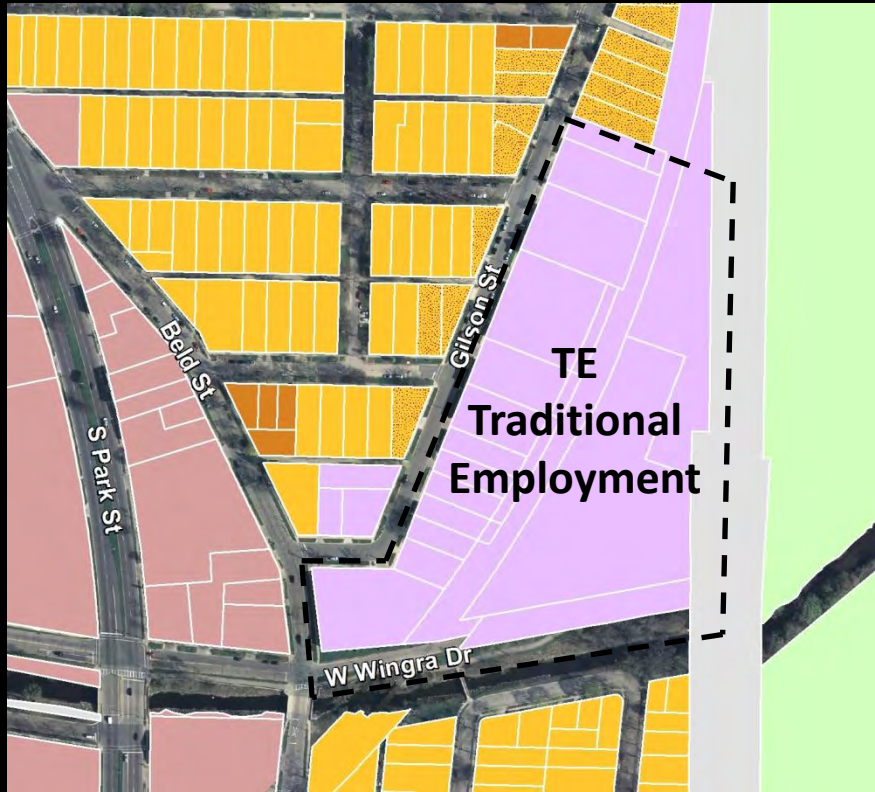 Gilson St
Beld St
TE
Traditional
Employment
S Park St
W Wingra Dr